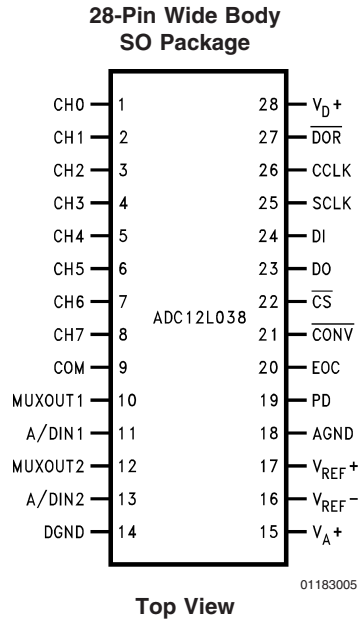 28-Pin Wide Body
SO Package
CH0 1 28 VD+
CH1 2 27 DOR
CH2 3 26 CCLK
CH3 4 25 SCLK
CH4 5 24 DI
CH5 6 23 DO
CH6 7 22 CS
ADC12L038
CH7 8 21 CONV
COM 9 20 EOC
MUXOUT1 10 19 PD
A/DIN1 11 18 AGND
MUXOUT2 12 17 VREF+
A/DIN2 13 16 VREF−
DGND 14 15 VA+
01183005
Top View